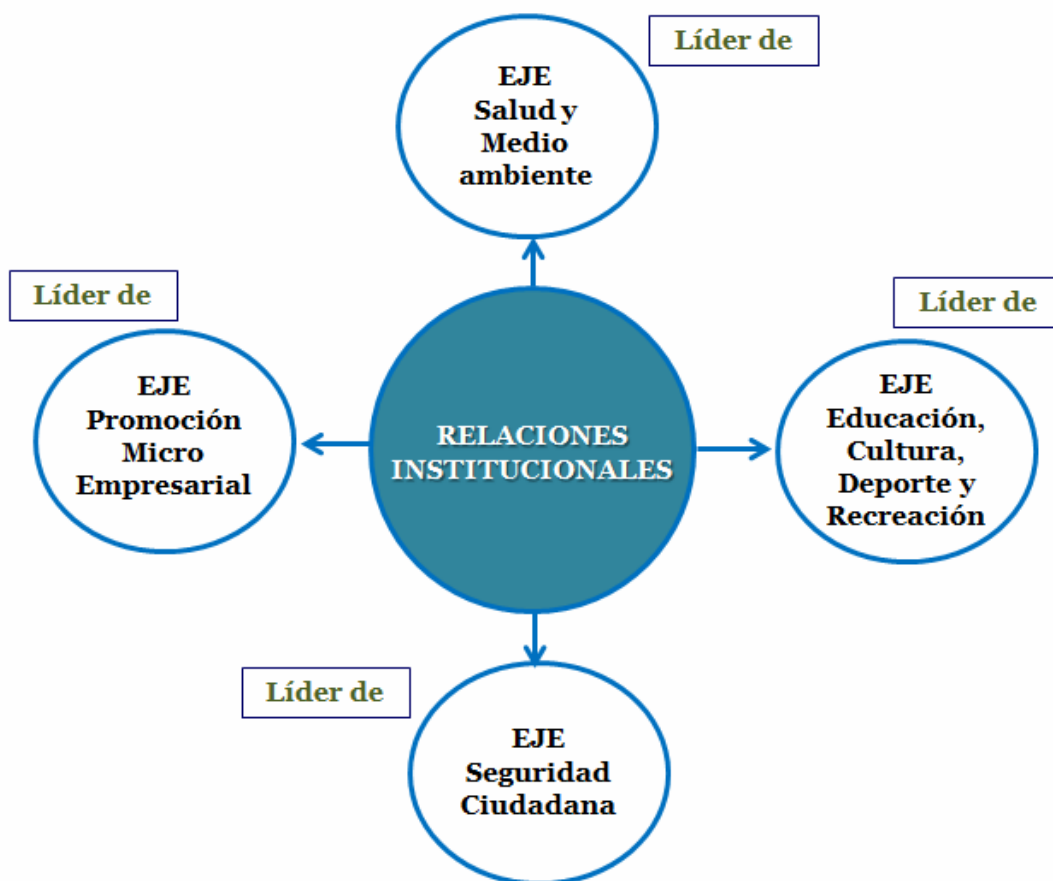 Líder de
EJE
Salud y
Medio
ambiente
Líder de
EJE
Promoción
Micro
Empresarial
RELACIONES
INSTITUCIONALES
Líder de
EJE
Educación,
Cultura,
Deporte y
Recreación
Líder de
EJE
Seguridad
Ciudadana